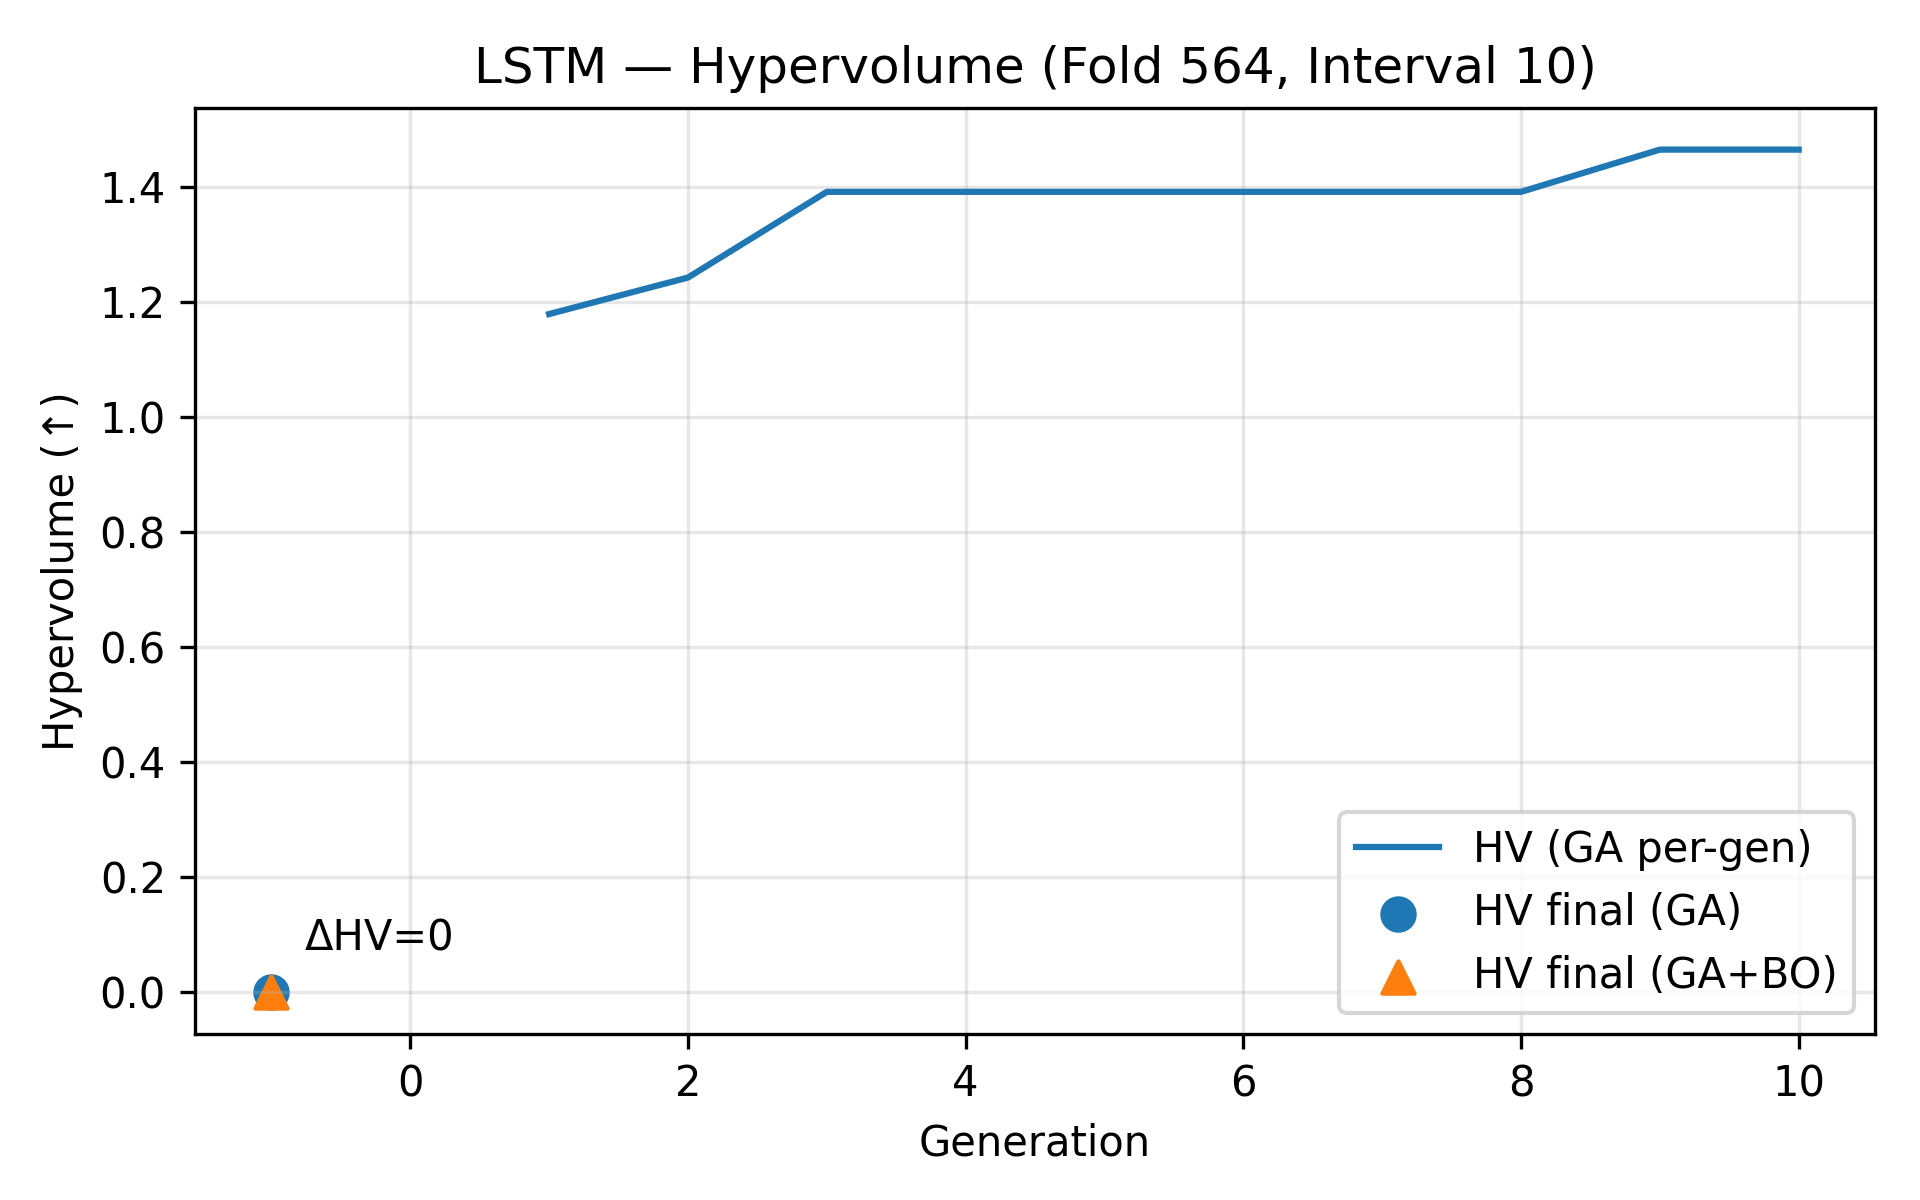 LSTM — Hypervolume (Fold 564, Interval 10)
Hypervolume (↑)
1.4
1.2
1.0
0.8
0.6
0.4
0.2
0.0
ΔHV=0
HV (GA per-gen)
HV final (GA)
HV final (GA+BO)
0 2 4 6 8 10
Generation